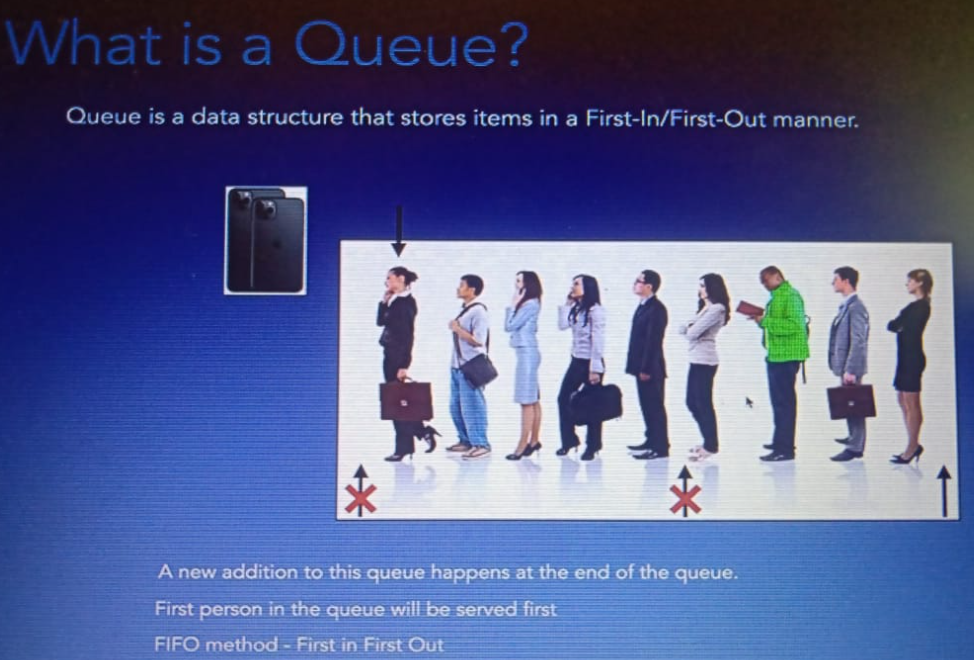 What is a Queue?
Queue is a data structure that stores items in a First-In/First-Out manner.
A new addition to this queue happens at the end of the queue.
First person in the queue will be served first
FIFO method - First in First Out